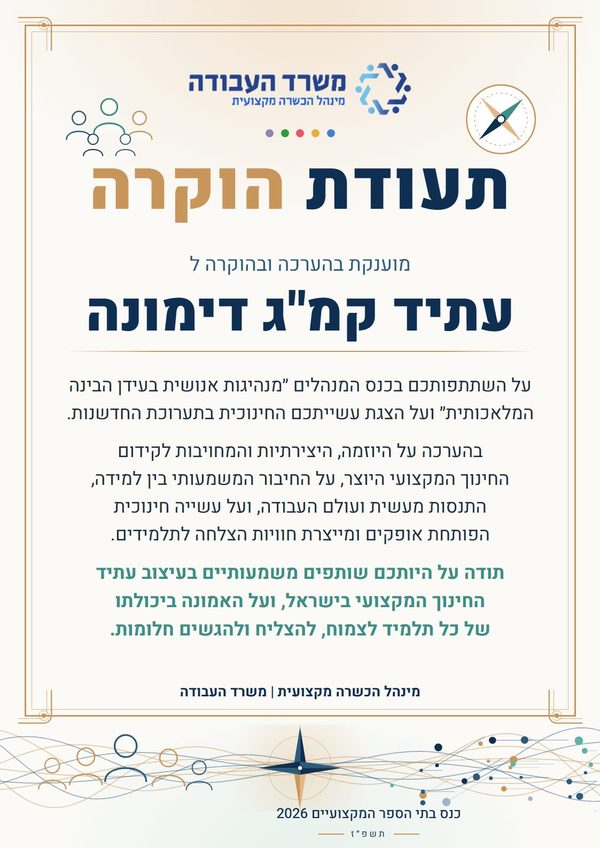 משרד העבודה
מינהל הכשרה מקצועית
תעודת הוקרה
מוענקת בהערכה ובהוקרה ל
עתיד קמ"ג דימונה
על השתתפותכם בכנס המנהלים "מנהיגות אנושית בעידן הבינה
המלאכותית" ועל הצגת עשייתכם החינוכית בתערוכת החדשנות.
בהערכה על היוזמה, היצירתיות והמחויבות לקידום
החינוך המקצועי היוצר, על החיבור המשמעותי בין למידה,
התנסות מעשית ועולם העבודה, ועל עשייה חינוכית
הפותחת אופקים ומייצרת חוויות הצלחה לתלמידים.
תודה על היותכם שותפים משמעותיים בעיצוב עתיד
החינוך המקצועי בישראל, ועל האמונה ביכולתו
של כל תלמיד לצמוח, להצליח ולהגשים חלומות.
מינהל הכשרה מקצועית | משרד העבודה
כנס בתי הספר המקצועיים 2026
תשפ"ז